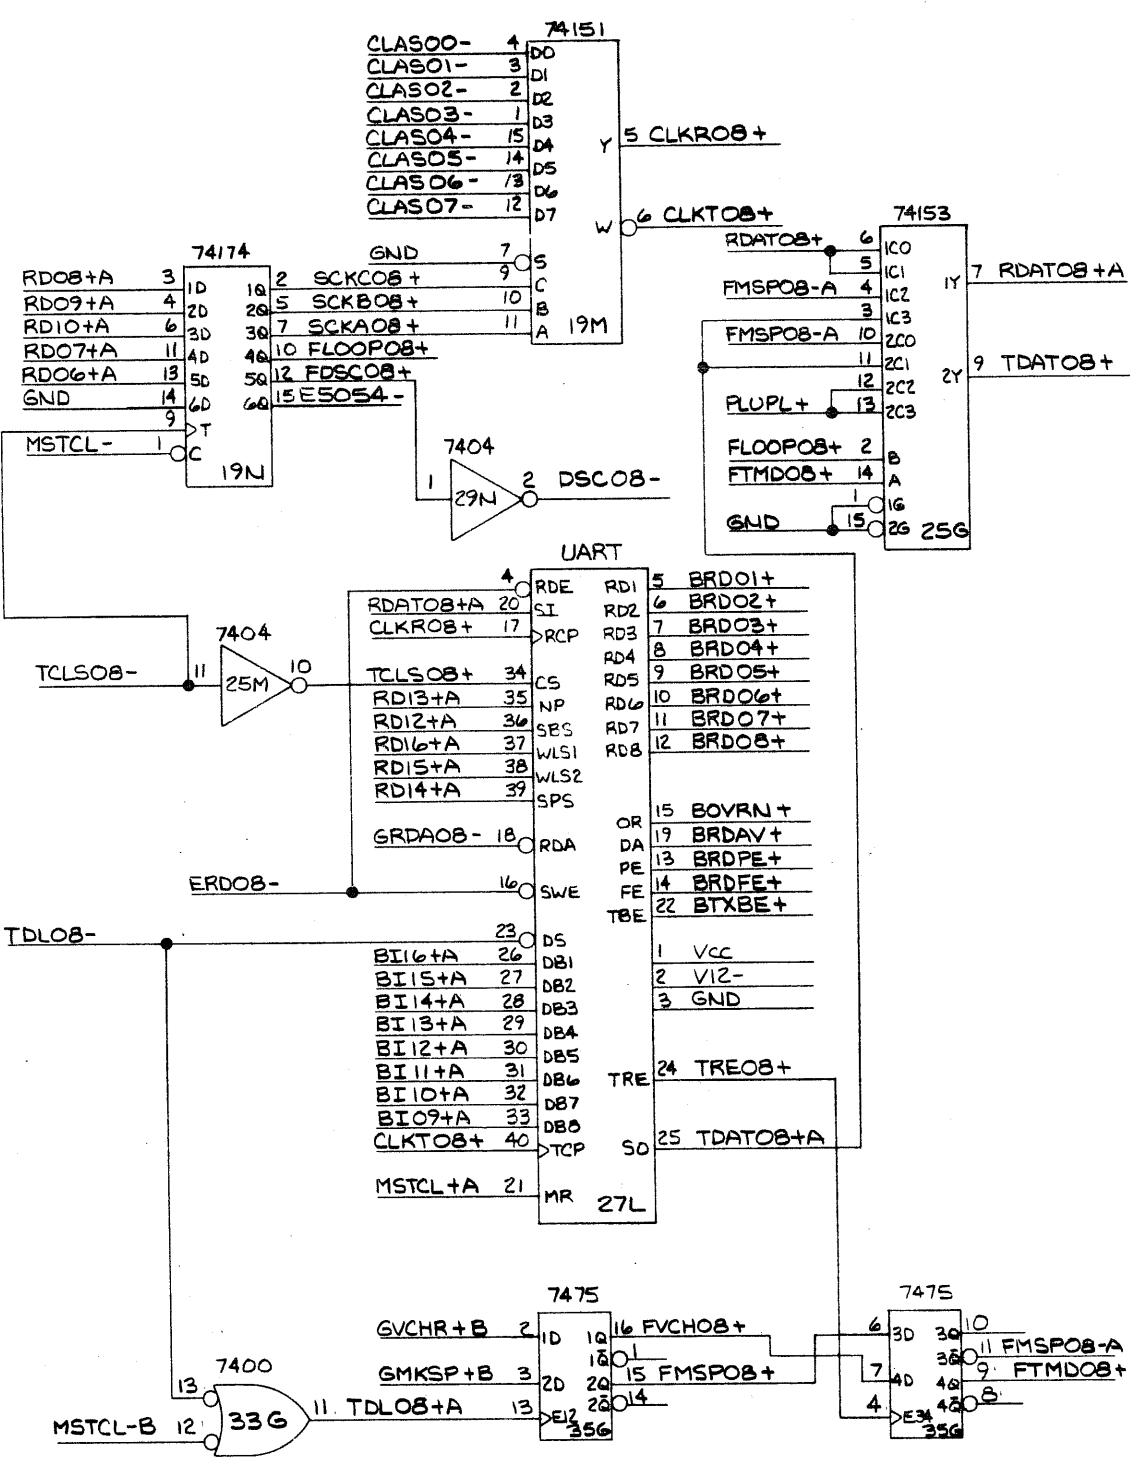 74151
CLAS00- 4 D0
CLAS01- 3 D1
CLAS02- 2 D2
CLAS03- 1 D3
CLAS04- 15 D4
CLAS05- 14 D5
CLAS06- 13 D6
CLAS07- 12 D7
Y 5 CLKR08+
W 6 CLKT08+
GND 7 S
9 C
10 B
11 A
19M
74174
RD08+A 3 1D 1Q 2 SCKC08+
RD09+A 4 2D 2Q 5 SCKB08+
RD10+A 6 3D 3Q 7 SCKA08+
RD07+A 11 4D 4Q 10 FLOOP08+
RD06+A 13 5D 5Q 12 FDSC08+
GND 14 6D 6Q 15 E5054-
9 T
MSTCL- 1 C
19N
74153
RDAT08+ 6 1C0
5 1C1
FMSP08-A 4 1C2
3 1C3
FMSP08-A 10 2C0
11 2C1
12 2C2
PLUPL+ 13 2C3
FLOOP08+ 2 B
FTMD08+ 14 A
1 1G
GND 15 2G
25G
1Y 7 RDAT08+A
2Y 9 TDAT08+
7404
1 29N 2 DSC08-
7404
TCLS08- 11 25M 10
UART
4 RDE
RDAT08+A 20 SI
CLKR08+ 17 RCP
TCLS08+ 34 CS
RD13+A 35 NP
RD12+A 36 SBS
RD16+A 37 WLS1
RD15+A 38 WLS2
RD14+A 39 SPS
GRDA08- 18 RDA
ERD08- 16 SWE
TDL08- 23 DS
BI16+A 26 DB1
BI15+A 27 DB2
BI14+A 28 DB3
BI13+A 29 DB4
BI12+A 30 DB5
BI11+A 31 DB6
BI10+A 32 DB7
BI09+A 33 DB8
CLKT08+ 40 TCP
MSTCL+A 21 MR
27L
RD1 5 BRD01+
RD2 6 BRD02+
RD3 7 BRD03+
RD4 8 BRD04+
RD5 9 BRD05+
RD6 10 BRD06+
RD7 11 BRD07+
RD8 12 BRD08+
OR 15 BOVRN+
DA 19 BRDAV+
PE 13 BRDPE+
FE 14 BRDFE+
TBE 22 BTXBE+
1 VCC
2 V12-
3 GND
TRE 24 TRE08+
SO 25 TDAT08+A
7400
13
MSTCL-B 12 33G 11 TDL08+A
7475
GVCHR+B 2 1D 1Q 16 FVCH08+
1Q̅ 1
GMKSP+B 3 2D 2Q 15 FMSP08+
2Q̅ 14
13 E12
35G
7475
6 3D 3Q 10
3Q̅ 11 FMSP08-A
7 4D 4Q 9 FTMD08+
4 E34 4Q̅ 8
35G